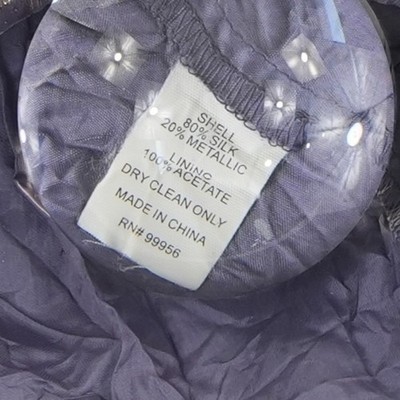 SHELL
80% SILK
20% METALLIC
LINING
100% ACETATE
DRY CLEAN ONLY
MADE IN CHINA
RN# 99956